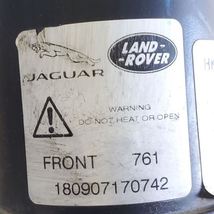 JAGUAR
LAND-
-ROVER
WARNING
DO NOT HEAT OR OPEN
FRONT 761
180907170742